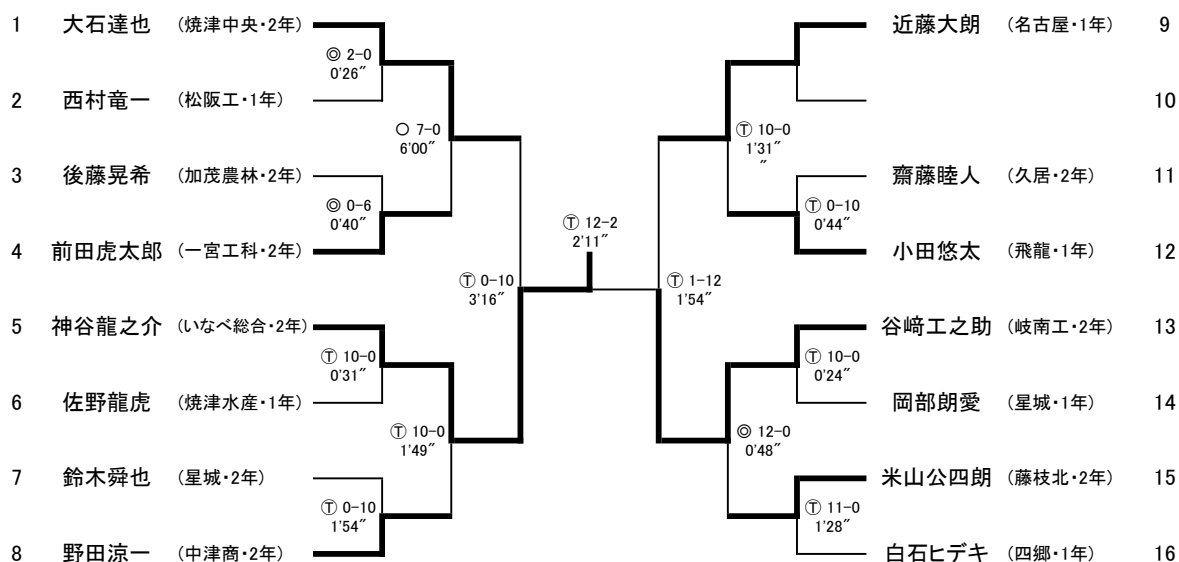 1 大石達也 (焼津中央・2年)
◎ 2-0
0'26"
2 西村竜一 (松阪工・1年)
○ 7-0
6'00"
3 後藤晃希 (加茂農林・2年)
◎ 0-6
0'40"
4 前田虎太郎 (一宮工科・2年)
Ⓣ 0-10
3'16"
5 神谷龍之介 (いなべ総合・2年)
Ⓣ 10-0
0'31"
6 佐野龍虎 (焼津水産・1年)
Ⓣ 10-0
1'49"
7 鈴木舜也 (星城・2年)
Ⓣ 0-10
1'54"
8 野田涼一 (中津商・2年)
Ⓣ 12-2
2'11"
近藤大朗 (名古屋・1年) 9
10
Ⓣ 10-0
1'31"
"
齋藤睦人 (久居・2年) 11
Ⓣ 0-10
0'44"
小田悠太 (飛龍・1年) 12
Ⓣ 1-12
1'54"
谷﨑工之助 (岐南工・2年) 13
Ⓣ 10-0
0'24"
岡部朗愛 (星城・1年) 14
◎ 12-0
0'48"
米山公四朗 (藤枝北・2年) 15
Ⓣ 11-0
1'28"
白石ヒデキ (四郷・1年) 16